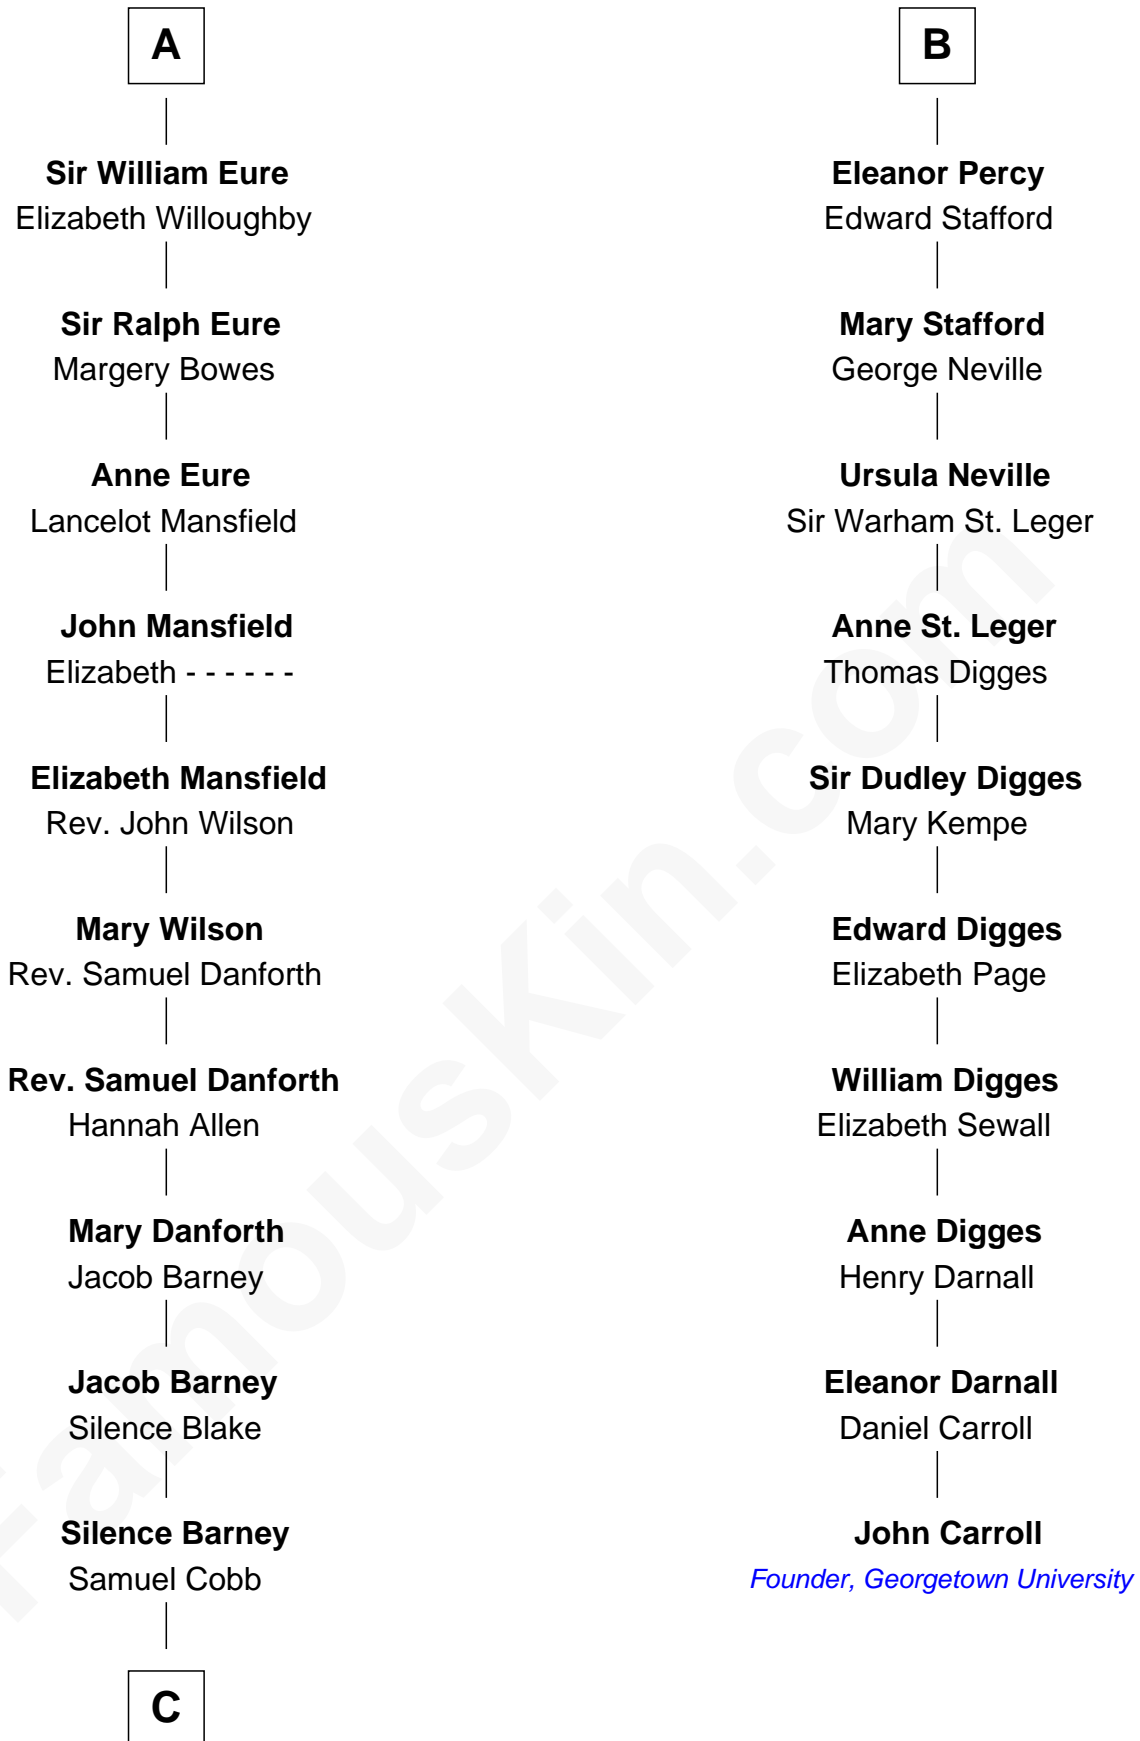 A
Sir William Eure
Elizabeth Willoughby
Sir Ralph Eure
Margery Bowes
Anne Eure
Lancelot Mansfield
John Mansfield
Elizabeth - - - - - -
Elizabeth Mansfield
Rev. John Wilson
Mary Wilson
Rev. Samuel Danforth
Rev. Samuel Danforth
Hannah Allen
Mary Danforth
Jacob Barney
Jacob Barney
Silence Blake
Silence Barney
Samuel Cobb
C
B
Eleanor Percy
Edward Stafford
Mary Stafford
George Neville
Ursula Neville
Sir Warham St. Leger
Anne St. Leger
Thomas Digges
Sir Dudley Digges
Mary Kempe
Edward Digges
Elizabeth Page
William Digges
Elizabeth Sewall
Anne Digges
Henry Darnall
Eleanor Darnall
Daniel Carroll
John Carroll
Founder, Georgetown University
FamousKin.com